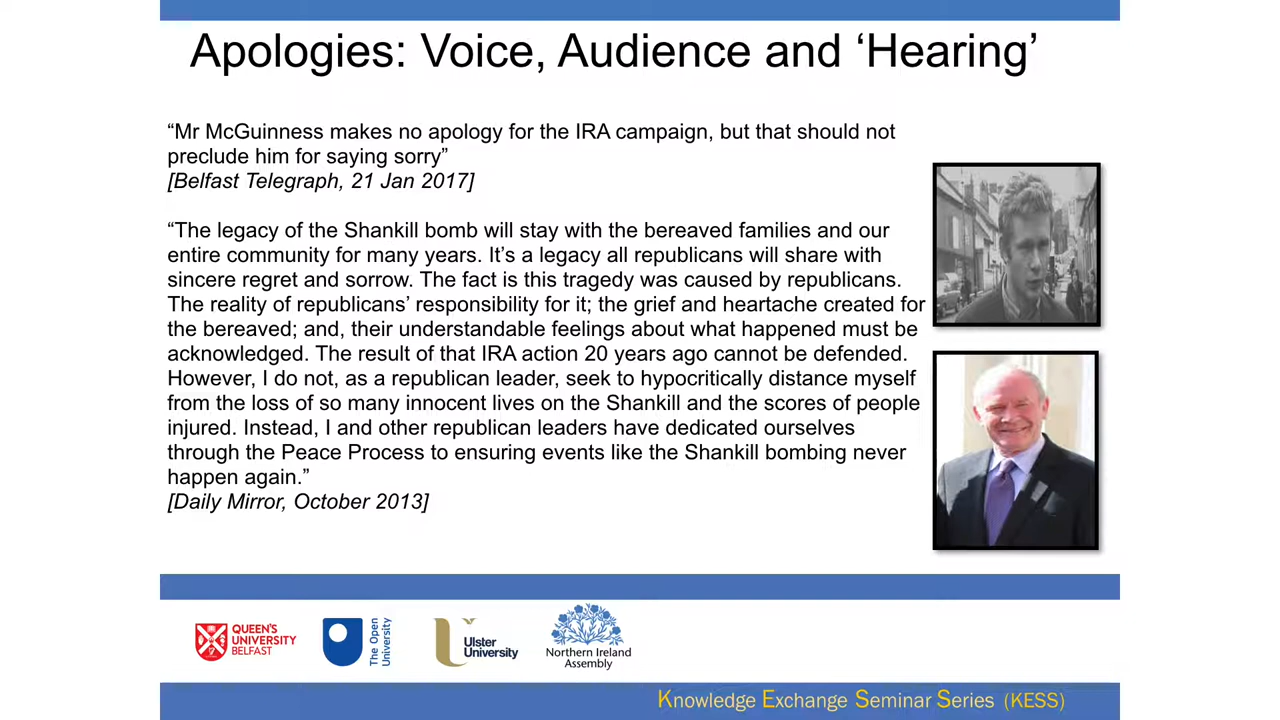 Apologies: Voice, Audience and ‘Hearing’
“Mr McGuinness makes no apology for the IRA campaign, but that should not
preclude him for saying sorry”
[Belfast Telegraph, 21 Jan 2017]
“The legacy of the Shankill bomb will stay with the bereaved families and our
entire community for many years. It’s a legacy all republicans will share with
sincere regret and sorrow. The fact is this tragedy was caused by republicans.
The reality of republicans’ responsibility for it; the grief and heartache created for
the bereaved; and, their understandable feelings about what happened must be
acknowledged. The result of that IRA action 20 years ago cannot be defended.
However, I do not, as a republican leader, seek to hypocritically distance myself
from the loss of so many innocent lives on the Shankill and the scores of people
injured. Instead, I and other republican leaders have dedicated ourselves
through the Peace Process to ensuring events like the Shankill bombing never
happen again.”
[Daily Mirror, October 2013]
QUEEN'S
UNIVERSITY
BELFAST
The Open
University
Ulster
University
Northern Ireland
Assembly
Knowledge Exchange Seminar Series (KESS)